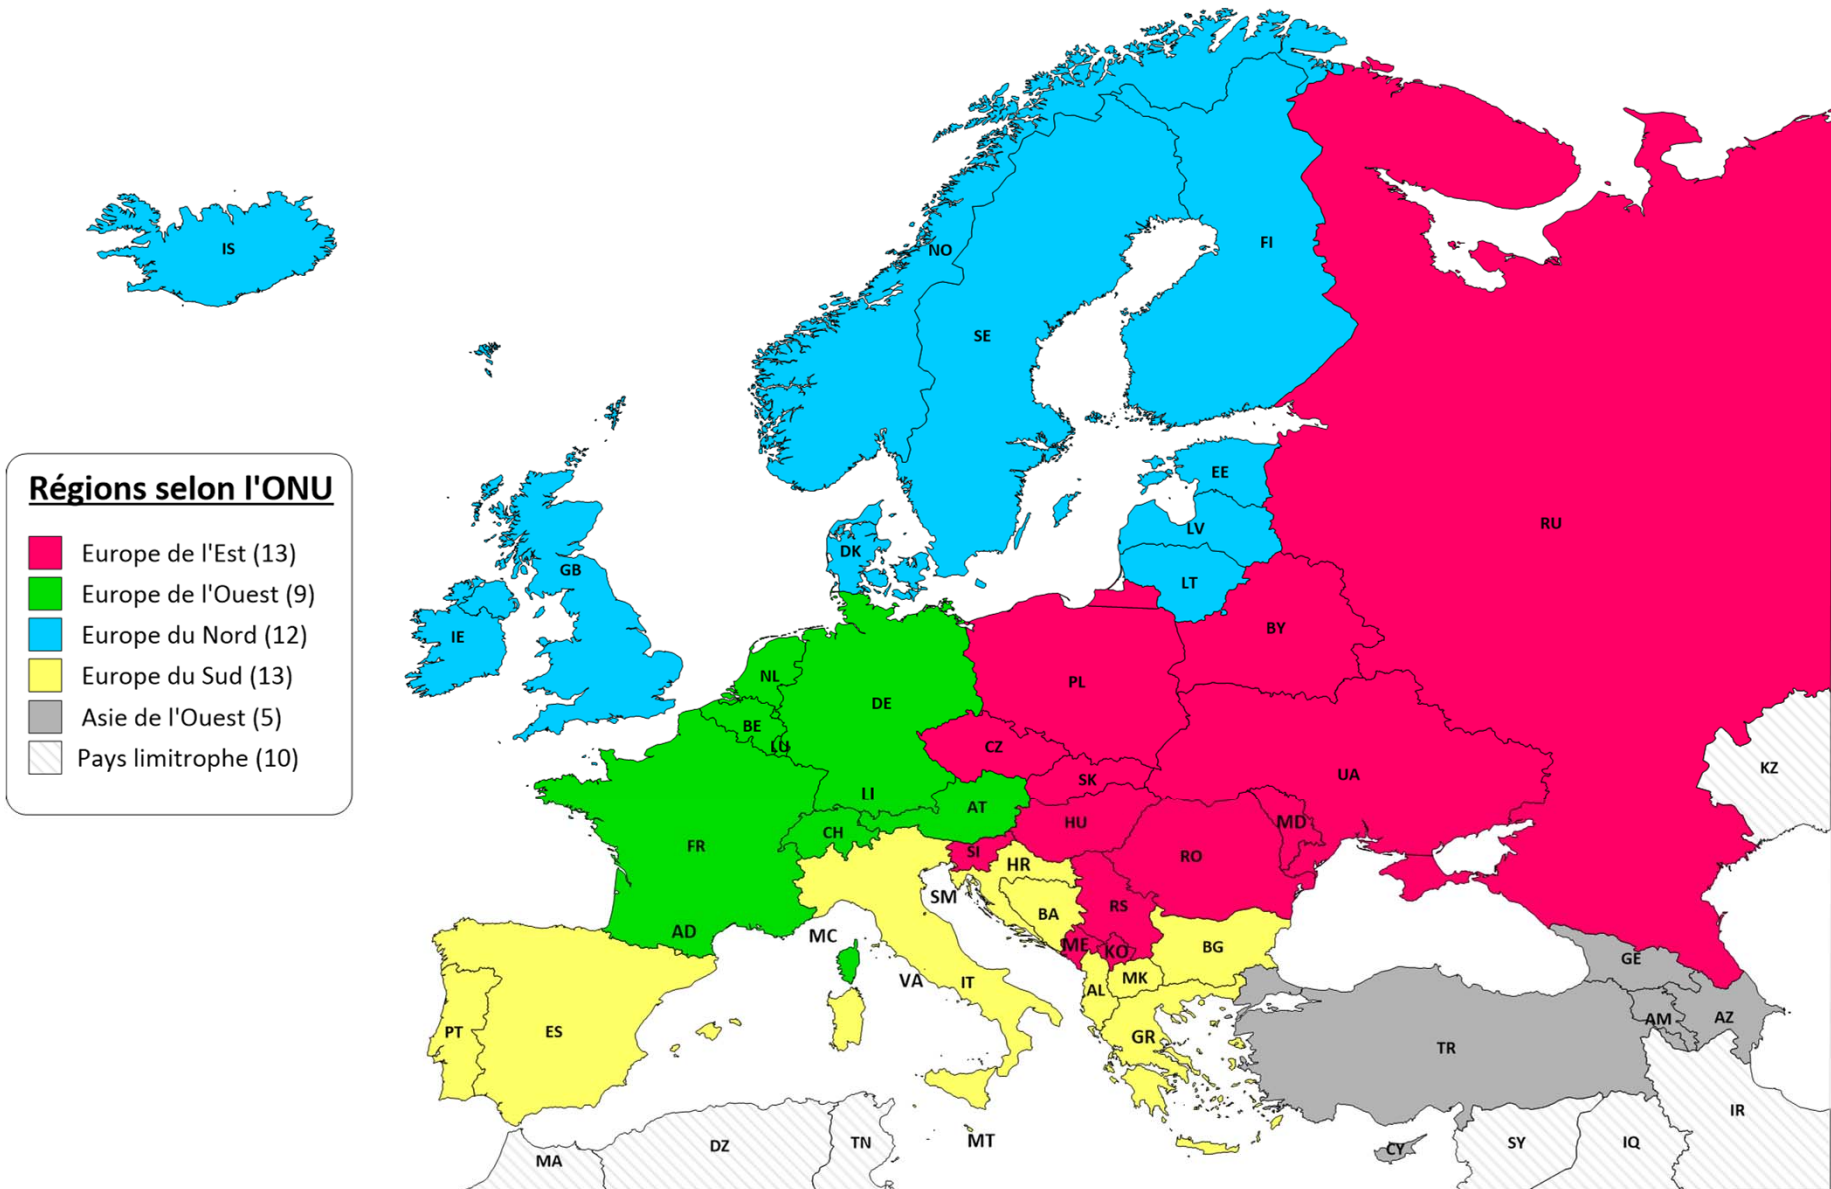 IS
NO
FI
SE
Régions selon l'ONU
Europe de l'Est (13)
Europe de l'Ouest (9)
Europe du Nord (12)
Europe du Sud (13)
Asie de l'Ouest (5)
Pays limitrophe (10)
EE
LV
RU
DK
GB
LT
IE
BY
NL
PL
DE
BE
LU
CZ
KZ
SK
UA
LI
AT
CH
HU
MD
FR
SI
HR
RO
SM
BA
RS
AD
MC
ME
KO
BG
GE
VA
IT
AL
MK
PT
ES
GR
AM
AZ
TR
IR
MA
DZ
TN
MT
CY
SY
IQ